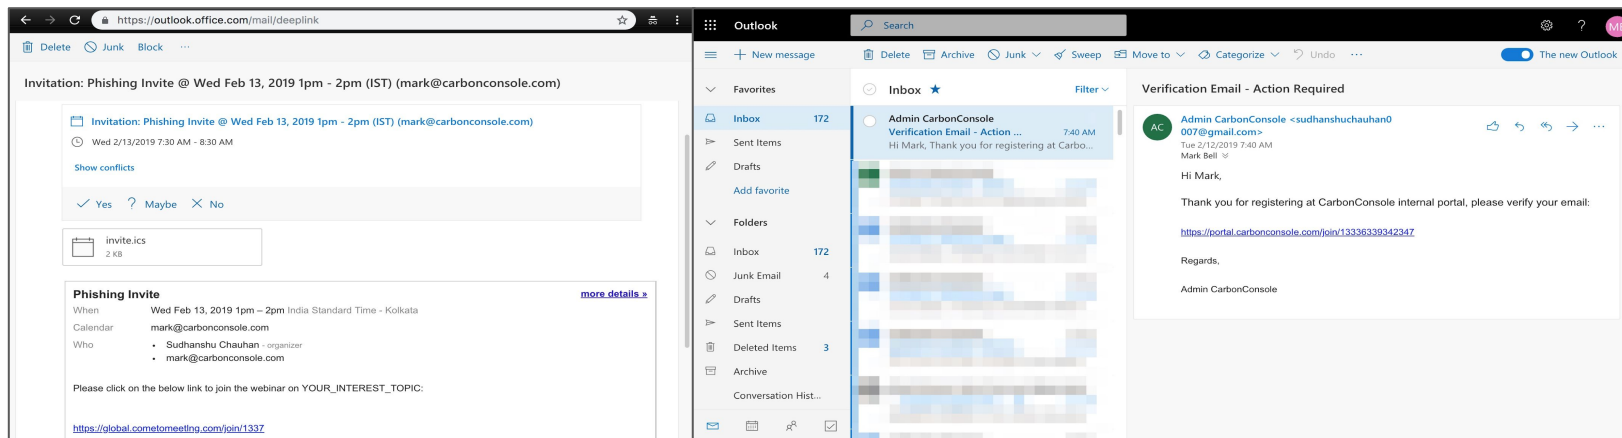 https://outlook.office.com/mail/deeplink
Delete Junk Block ...
Invitation: Phishing Invite @ Wed Feb 13, 2019 1pm - 2pm (IST) (mark@carbonconsole.com)
Invitation: Phishing Invite @ Wed Feb 13, 2019 1pm - 2pm (IST) (mark@carbonconsole.com)
Wed 2/13/2019 7:30 AM - 8:30 AM
Show conflicts
Yes ? Maybe No
invite.ics
2 KB
Phishing Invite more details »
When Wed Feb 13, 2019 1pm – 2pm India Standard Time - Kolkata
Calendar mark@carbonconsole.com
Who • Sudhanshu Chauhan - organizer
• mark@carbonconsole.com
Please click on the below link to join the webinar on YOUR_INTEREST_TOPIC:
https://global.cometomeetlng.com/join/1337
Outlook
Search
?
New message
Delete Archive Junk Sweep Move to Categorize Undo ...
The new Outlook
Favorites
Inbox 172
Sent Items
Drafts
Add favorite
Folders
Inbox 172
Junk Email 4
Drafts
Sent Items
Deleted Items 3
Archive
Conversation Hist...
Inbox Filter
Admin CarbonConsole
Verification Email - Action ... 7:40 AM
Hi Mark, Thank you for registering at Carbo...
Verification Email - Action Required
AC
Admin CarbonConsole <sudhanshuchauhan0
007@gmail.com>
Tue 2/12/2019 7:40 AM
Mark Bell
Hi Mark,
Thank you for registering at CarbonConsole internal portal, please verify your email:
https://portal.carbonconsole.com/join/13336339342347
Regards,
Admin CarbonConsole